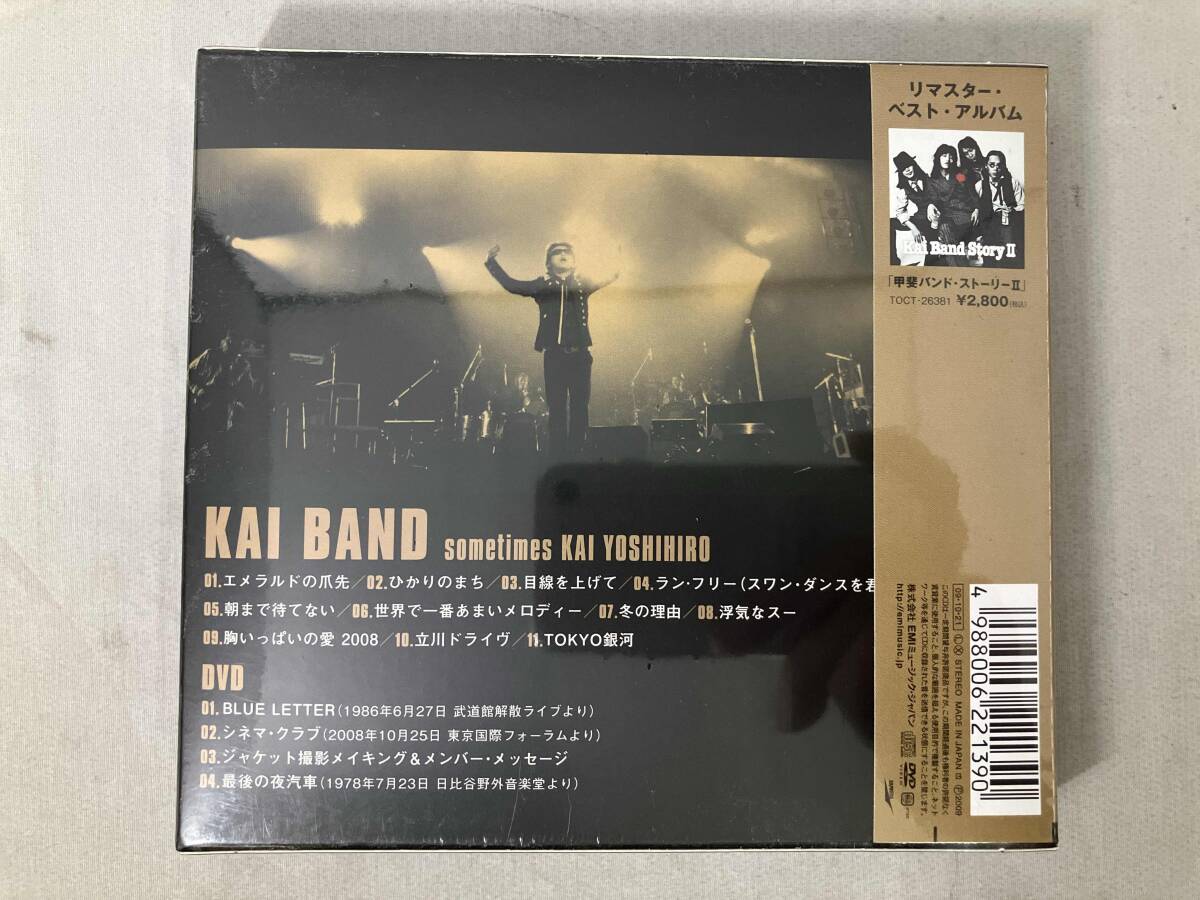 リマスター・
ベスト・アルバム
Kai Band Story II
「甲斐バンド・ストーリーII」
TOCT-26381 ¥2,800(税込)
KAI BAND sometimes KAI YOSHIHIRO
01.エメラルドの爪先／02.ひかりのまち／03.目線を上げて／04.ラン・フリー(スワン・ダンスを君
05.朝まで待てない／06.世界で一番あまいメロディー／07.冬の理由／08.浮気なスー
09.胸いっぱいの愛 2008／10.立川ドライヴ／11.TOKYO銀河
DVD
01.BLUE LETTER(1986年6月27日 武道館解散ライブより)
02.シネマ・クラブ(2008年10月25日 東京国際フォーラムより)
03.ジャケット撮影メイキング＆メンバー・メッセージ
04.最後の夜汽車(1978年7月23日 日比谷野外音楽堂より)
4 988006 221390
09・10・21 Ⓛ Ⓧ STEREO MADE IN JAPAN Ⓟ2009
株式会社 EMIミュージック・ジャパン
http://emimusic.jp
DVD